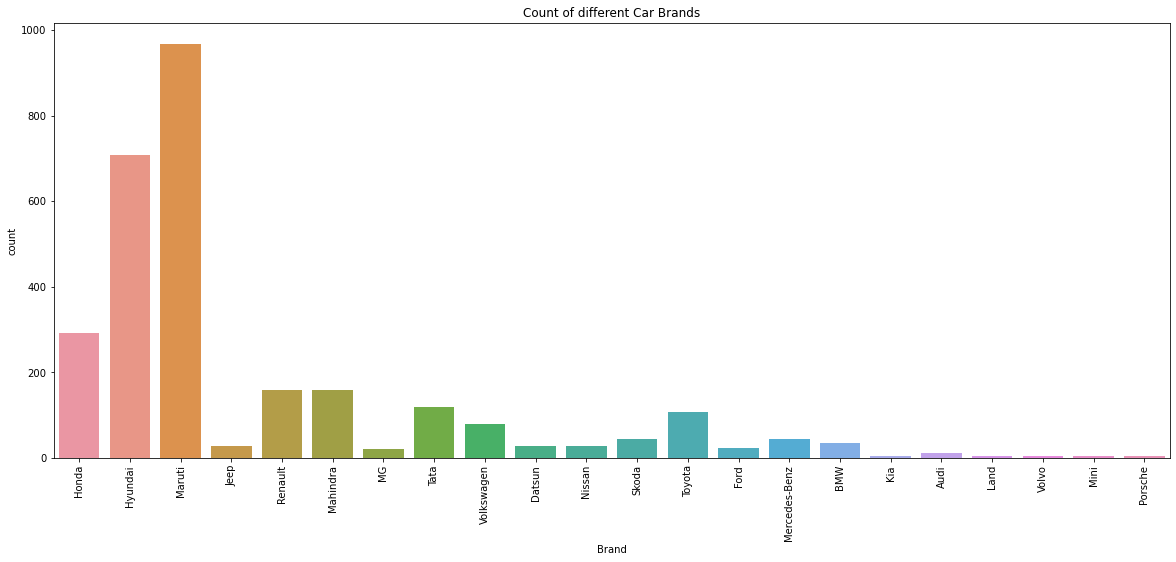 Count of different Car Brands
1000
800
600
400
200
0
count
Honda
Hyundai
Maruti
Jeep
Renault
Mahindra
MG
Tata
Volkswagen
Datsun
Nissan
Skoda
Toyota
Ford
Mercedes-Benz
BMW
Kia
Audi
Land
Volvo
Mini
Porsche
Brand